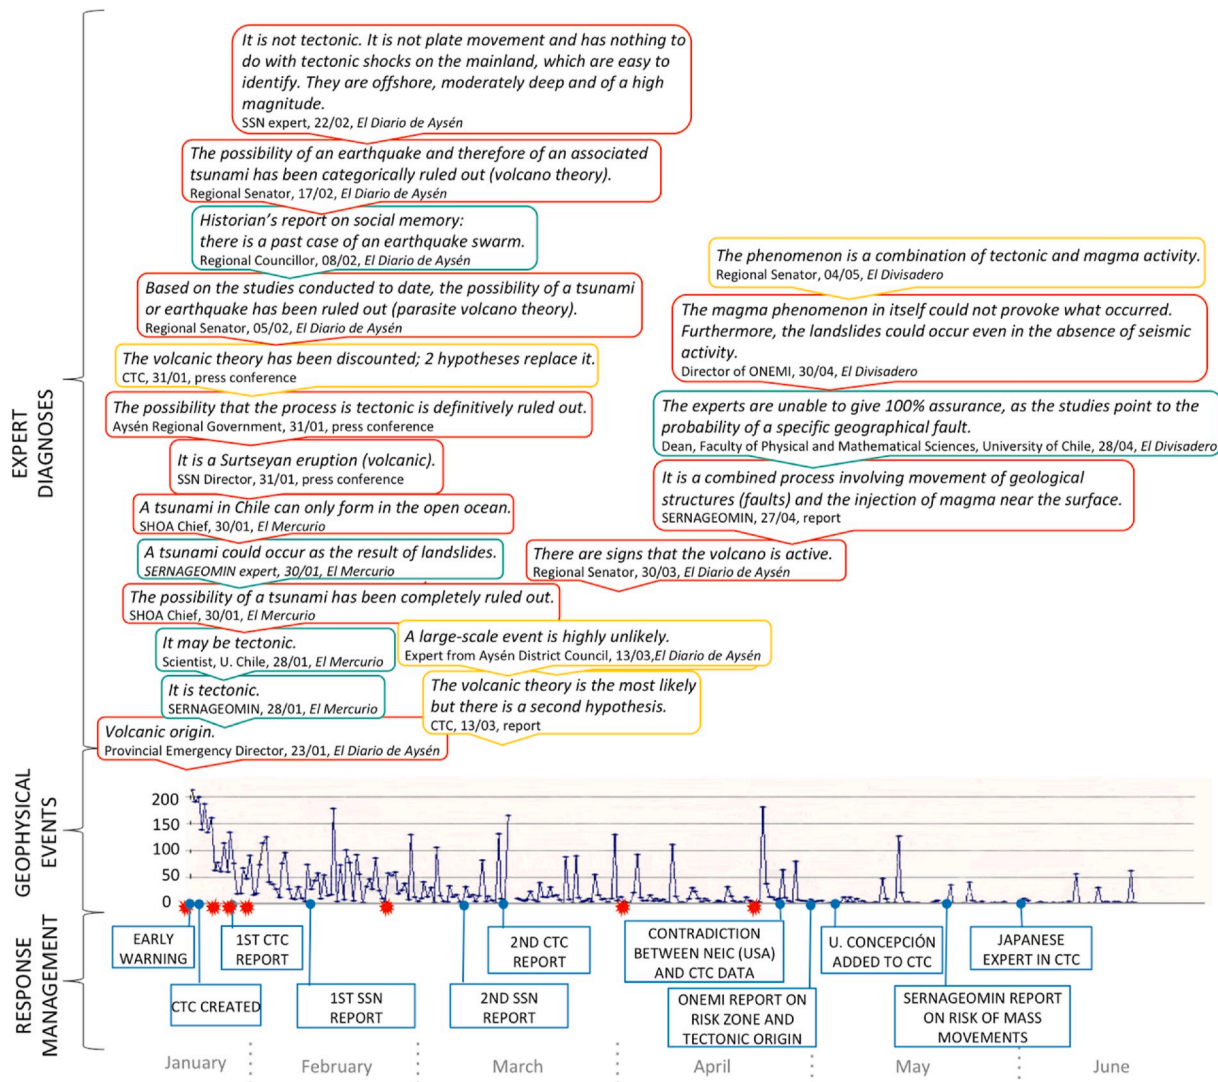 It is not tectonic. It is not plate movement and has nothing to
do with tectonic shocks on the mainland, which are easy to
identify. They are offshore, moderately deep and of a high
magnitude.
SSN expert, 22/02, El Diario de Aysén
The possibility of an earthquake and therefore of an associated
tsunami has been categorically ruled out (volcano theory).
Regional Senator, 17/02, El Diario de Aysén
Historian's report on social memory:
there is a past case of an earthquake swarm.
Regional Councillor, 08/02, El Diario de Aysén
Based on the studies conducted to date, the possibility of a tsunami
or earthquake has been ruled out (parasite volcano theory).
Regional Senator, 05/02, El Diario de Aysén
The volcanic theory has been discounted; 2 hypotheses replace it.
CTC, 31/01, press conference
The possibility that the process is tectonic is definitively ruled out.
Aysén Regional Government, 31/01, press conference
It is a Surtseyan eruption (volcanic).
SSN Director, 31/01, press conference
A tsunami in Chile can only form in the open ocean.
SHOA Chief, 30/01, El Mercurio
A tsunami could occur as the result of landslides.
SERNAGEOMIN expert, 30/01, El Mercurio
The possibility of a tsunami has been completely ruled out.
SHOA Chief, 30/01, El Mercurio
It may be tectonic.
Scientist, U. Chile, 28/01, El Mercurio
It is tectonic.
SERNAGEOMIN, 28/01, El Mercurio
Volcanic origin.
Provincial Emergency Director, 23/01, El Diario de Aysén
The phenomenon is a combination of tectonic and magma activity.
Regional Senator, 04/05, El Divisadero
The magma phenomenon in itself could not provoke what occurred.
Furthermore, the landslides could occur even in the absence of seismic
activity.
Director of ONEMI, 30/04, El Divisadero
The experts are unable to give 100% assurance, as the studies point to the
probability of a specific geographical fault.
Dean, Faculty of Physical and Mathematical Sciences, University of Chile, 28/04, El Divisadero
It is a combined process involving movement of geological
structures (faults) and the injection of magma near the surface.
SERNAGEOMIN, 27/04, report
There are signs that the volcano is active.
Regional Senator, 30/03, El Diario de Aysén
A large-scale event is highly unlikely.
Expert from Aysén District Council, 13/03,El Diario de Aysén
The volcanic theory is the most likely
but there is a second hypothesis.
CTC, 13/03, report
EXPERT
DIAGNOSES
GEOPHYSICAL
EVENTS
200
150
100
50
0
RESPONSE
MANAGEMENT
EARLY
WARNING
1ST CTC
REPORT
2ND CTC
REPORT
CONTRADICTION
BETWEEN NEIC (USA)
AND CTC DATA
U. CONCEPCIÓN
ADDED TO CTC
JAPANESE
EXPERT IN CTC
CTC CREATED
1ST SSN
REPORT
2ND SSN
REPORT
ONEMI REPORT ON
RISK ZONE AND
TECTONIC ORIGIN
SERNAGEOMIN REPORT
ON RISK OF MASS
MOVEMENTS
January
February
March
April
May
June